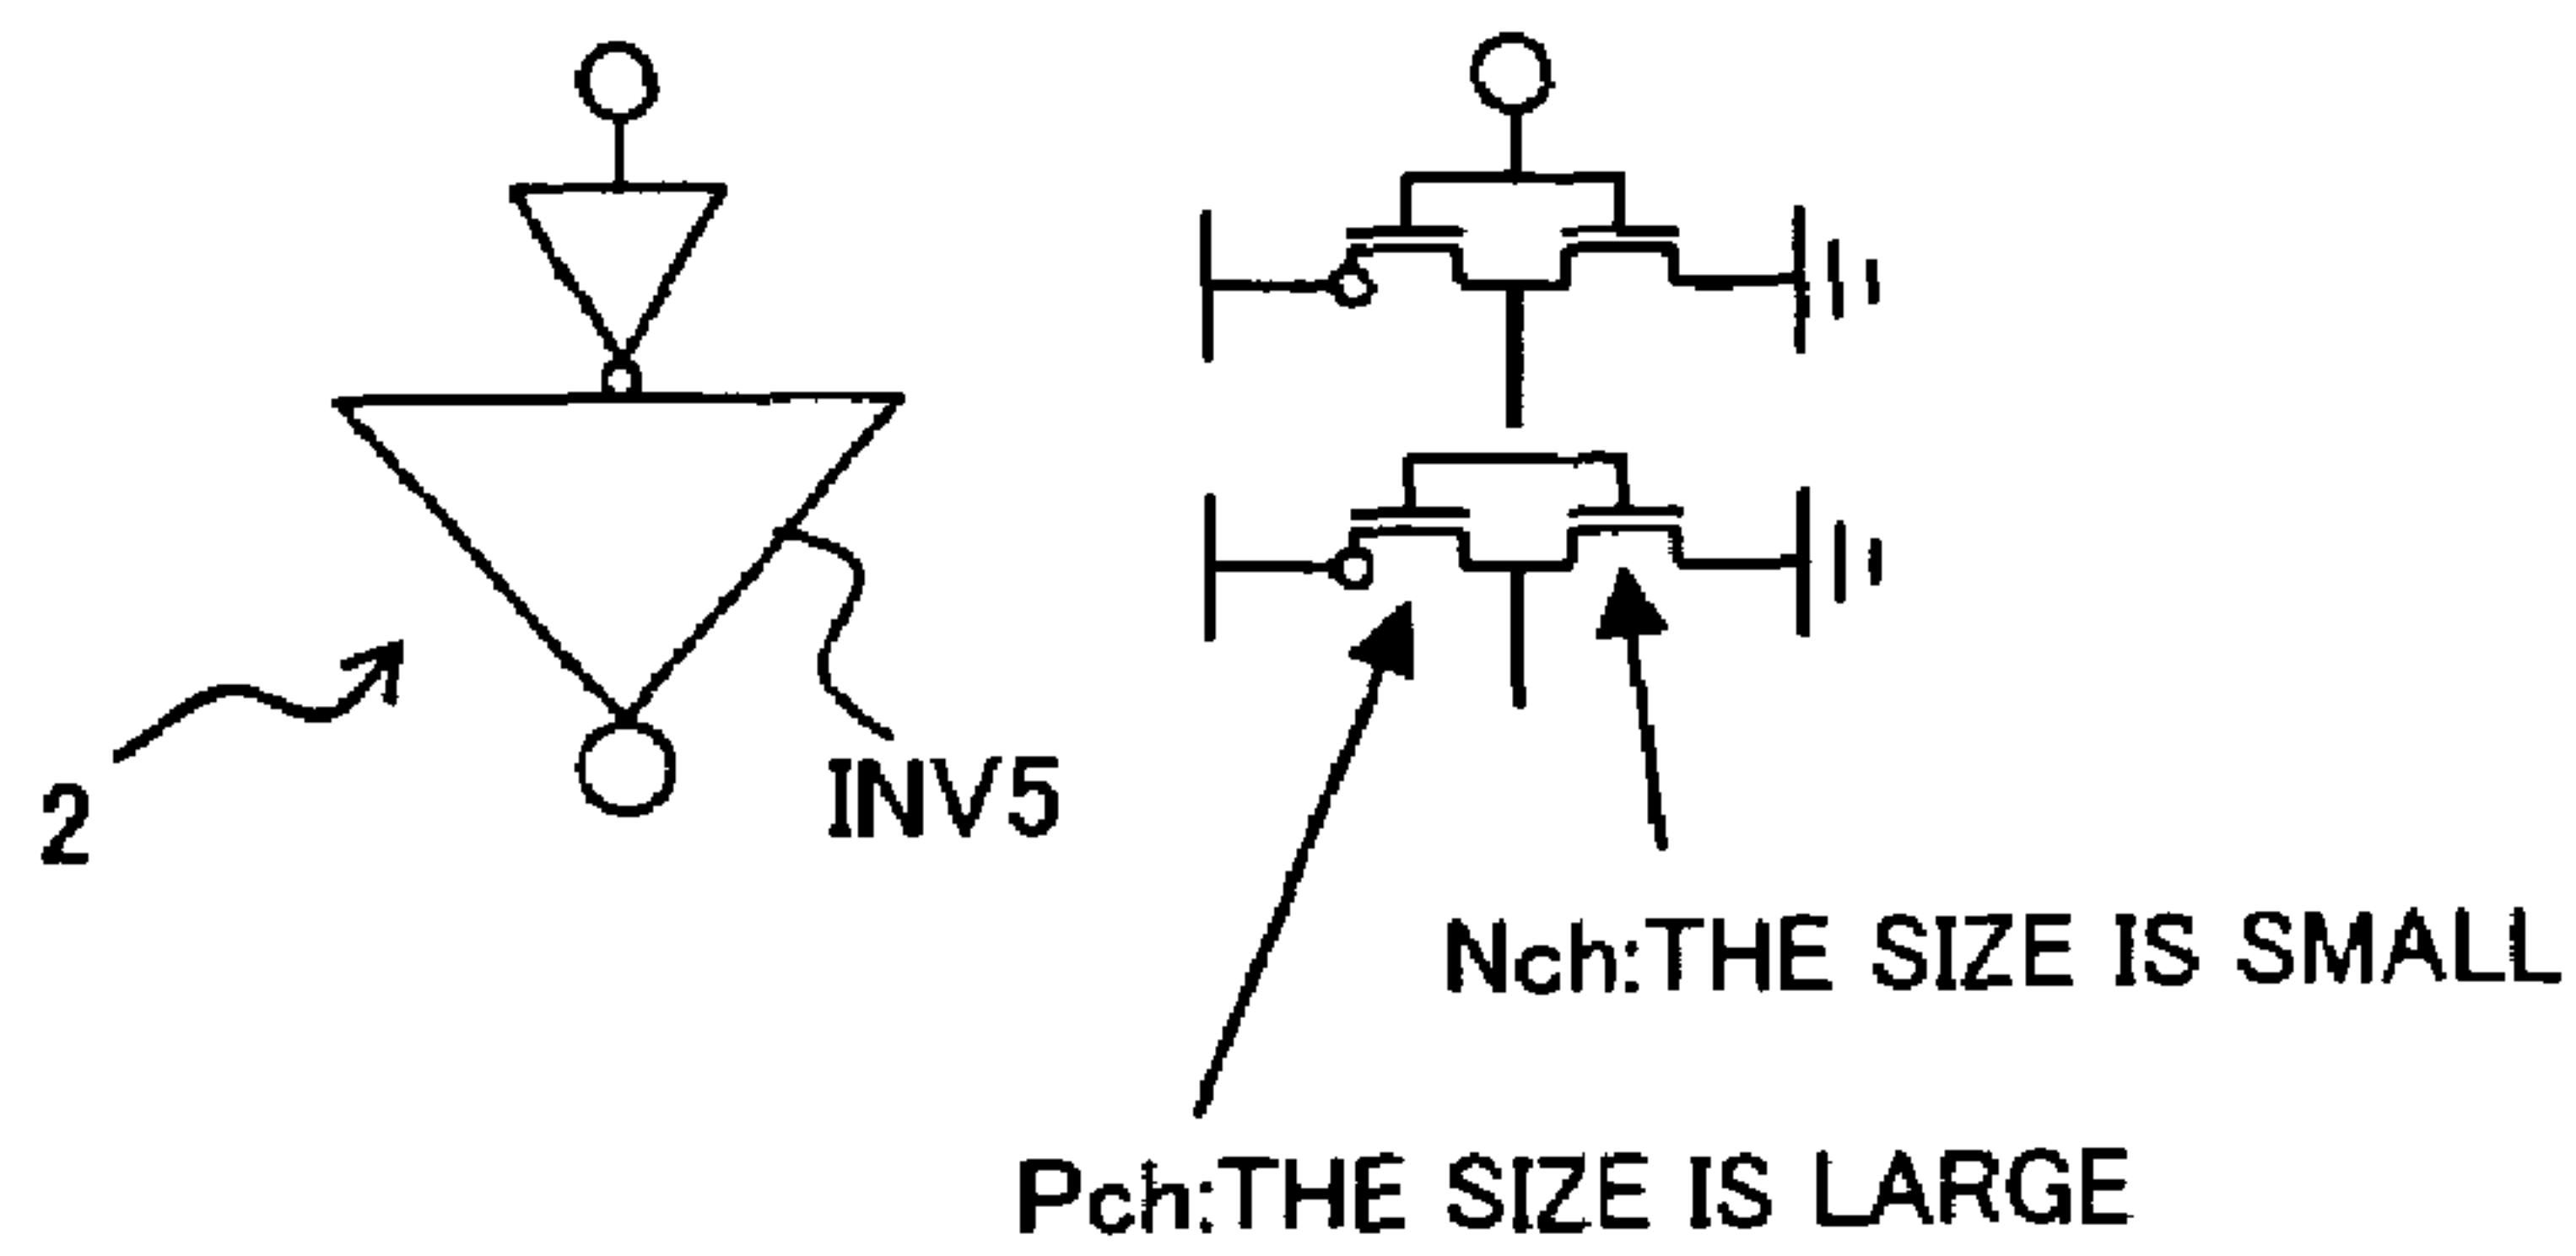 2
INV5
Nch:THE SIZE IS SMALL
Pch:THE SIZE IS LARGE